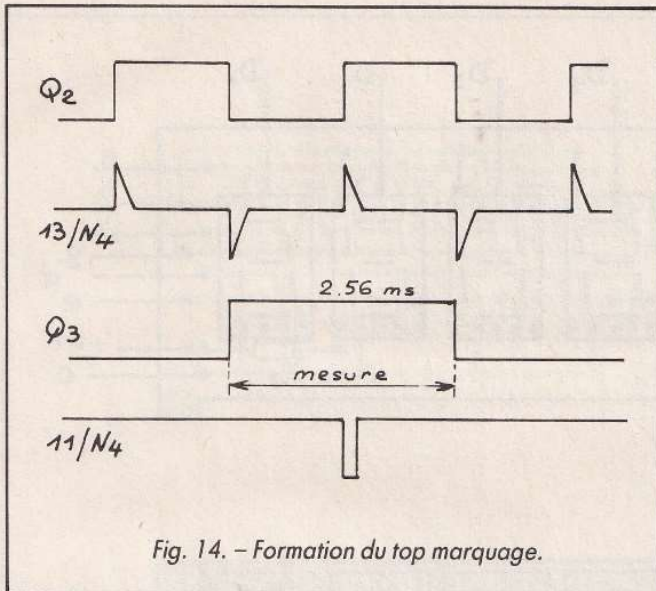 Q2
13/N4
2.56 ms
Q3
mesure
11/N4
Fig. 14. – Formation du top marquage.